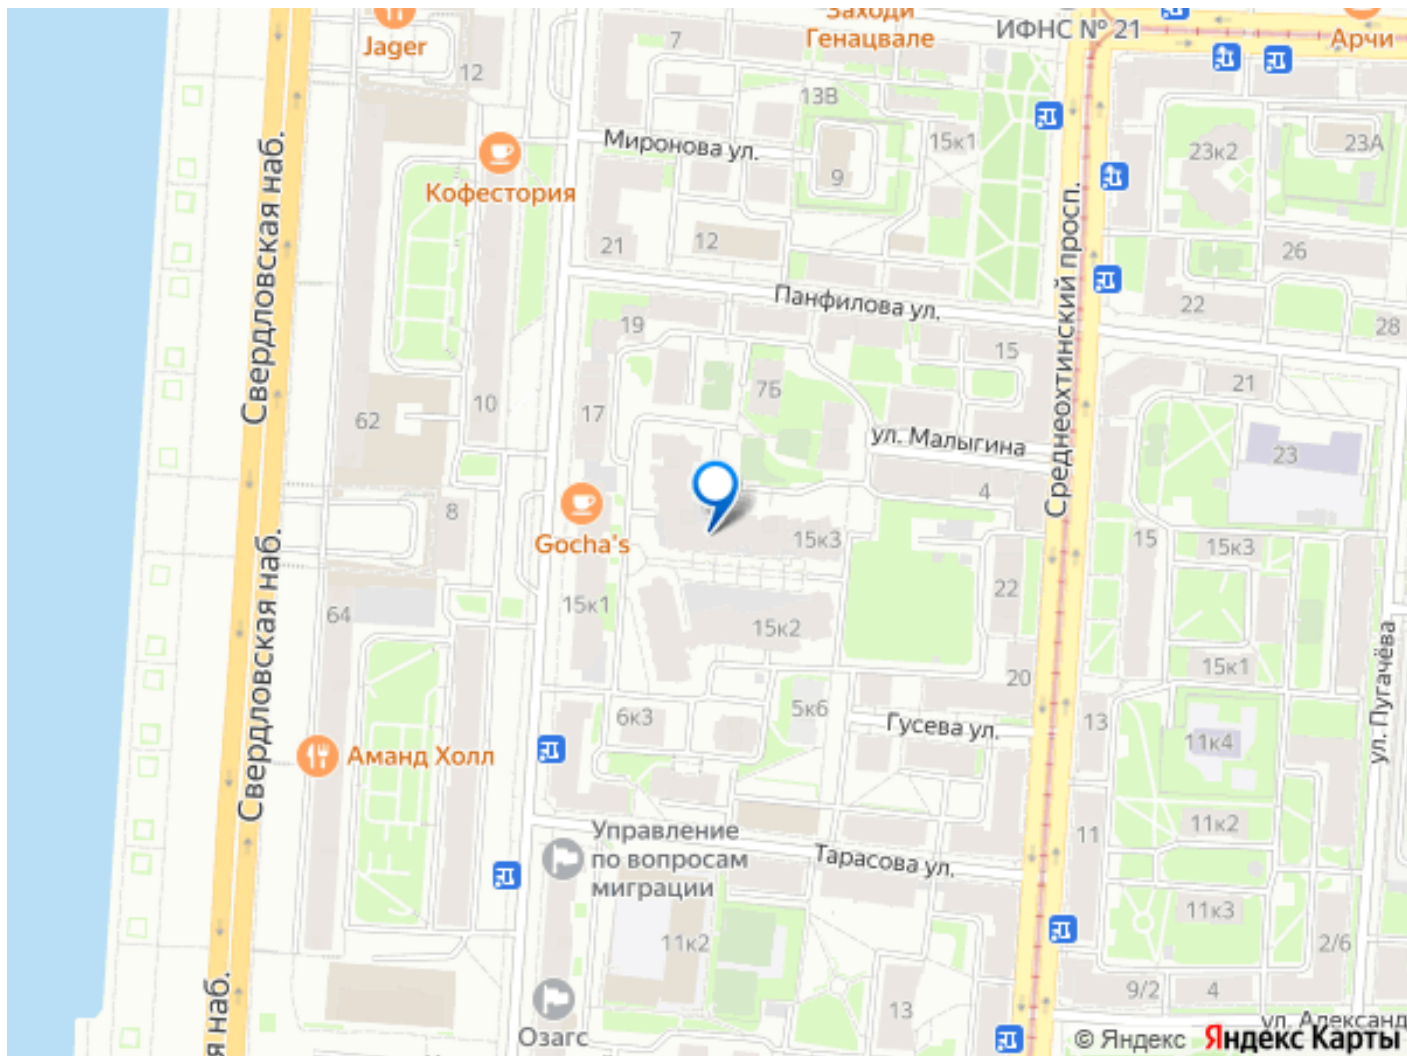 Заходи
Генацвале
ИФНС № 21
Арчи
Jager
7
12
13В
15к1
23к2
23А
Миронова ул.
9
Кофестория
Свердловская наб.
21
12
26
Среднеохтинский просп.
Панфилова ул.
22
28
19
15
7Б
21
17
10
62
ул. Малыгина
23
4
8
Gocha's
15к3
15
15к3
Свердловская наб.
15к1
22
64
15к2
15к1
20
ул. Пугачёва
6к3
5к6
Гусева ул.
13
11к4
Аманд Холл
Управление
по вопросам
миграции
Тарасова ул.
11
11к2
11к3
11к2
2/6
9/2
4
13
я наб.
Озагс
ул. Александ
© Яндекс Яндекс Карты